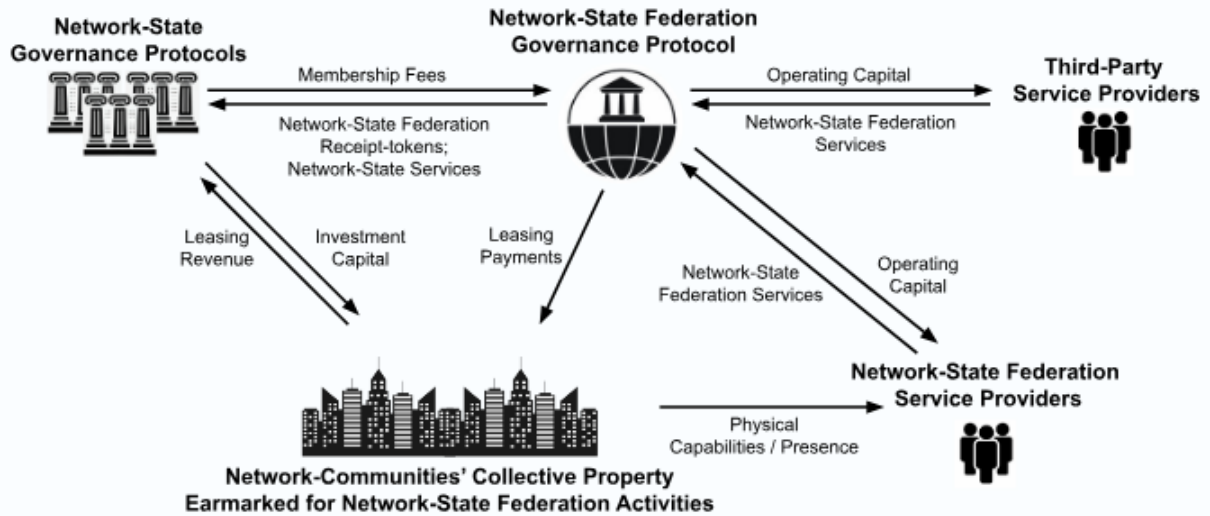 Network-State
Governance Protocols
Network-State Federation
Governance Protocol
Third-Party
Service Providers
Membership Fees
Network-State Federation
Receipt-tokens;
Network-State Services
Operating Capital
Network-State Federation
Services
Leasing
Revenue
Investment
Capital
Leasing
Payments
Network-State
Federation Services
Operating
Capital
Network-State Federation
Service Providers
Physical
Capabilities / Presence
Network-Communities' Collective Property
Earmarked for Network-State Federation Activities